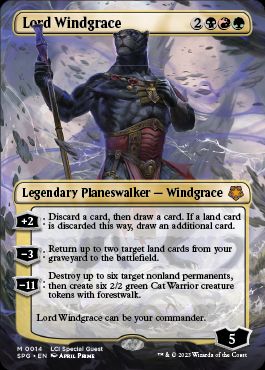 Lord Windgrace 2
Legendary Planeswalker — Windgrace
+2 : Discard a card, then draw a card. If a land card
is discarded this way, draw an additional card.
−3 : Return up to two target land cards from your
graveyard to the battlefield.
−11 : Destroy up to six target nonland permanents,
then create six 2/2 green Cat Warrior creature
tokens with forestwalk.
Lord Windgrace can be your commander.
5
M 0014 LCI Special Guest
SPG • EN April Prime
™ & © 2023 Wizards of the Coast